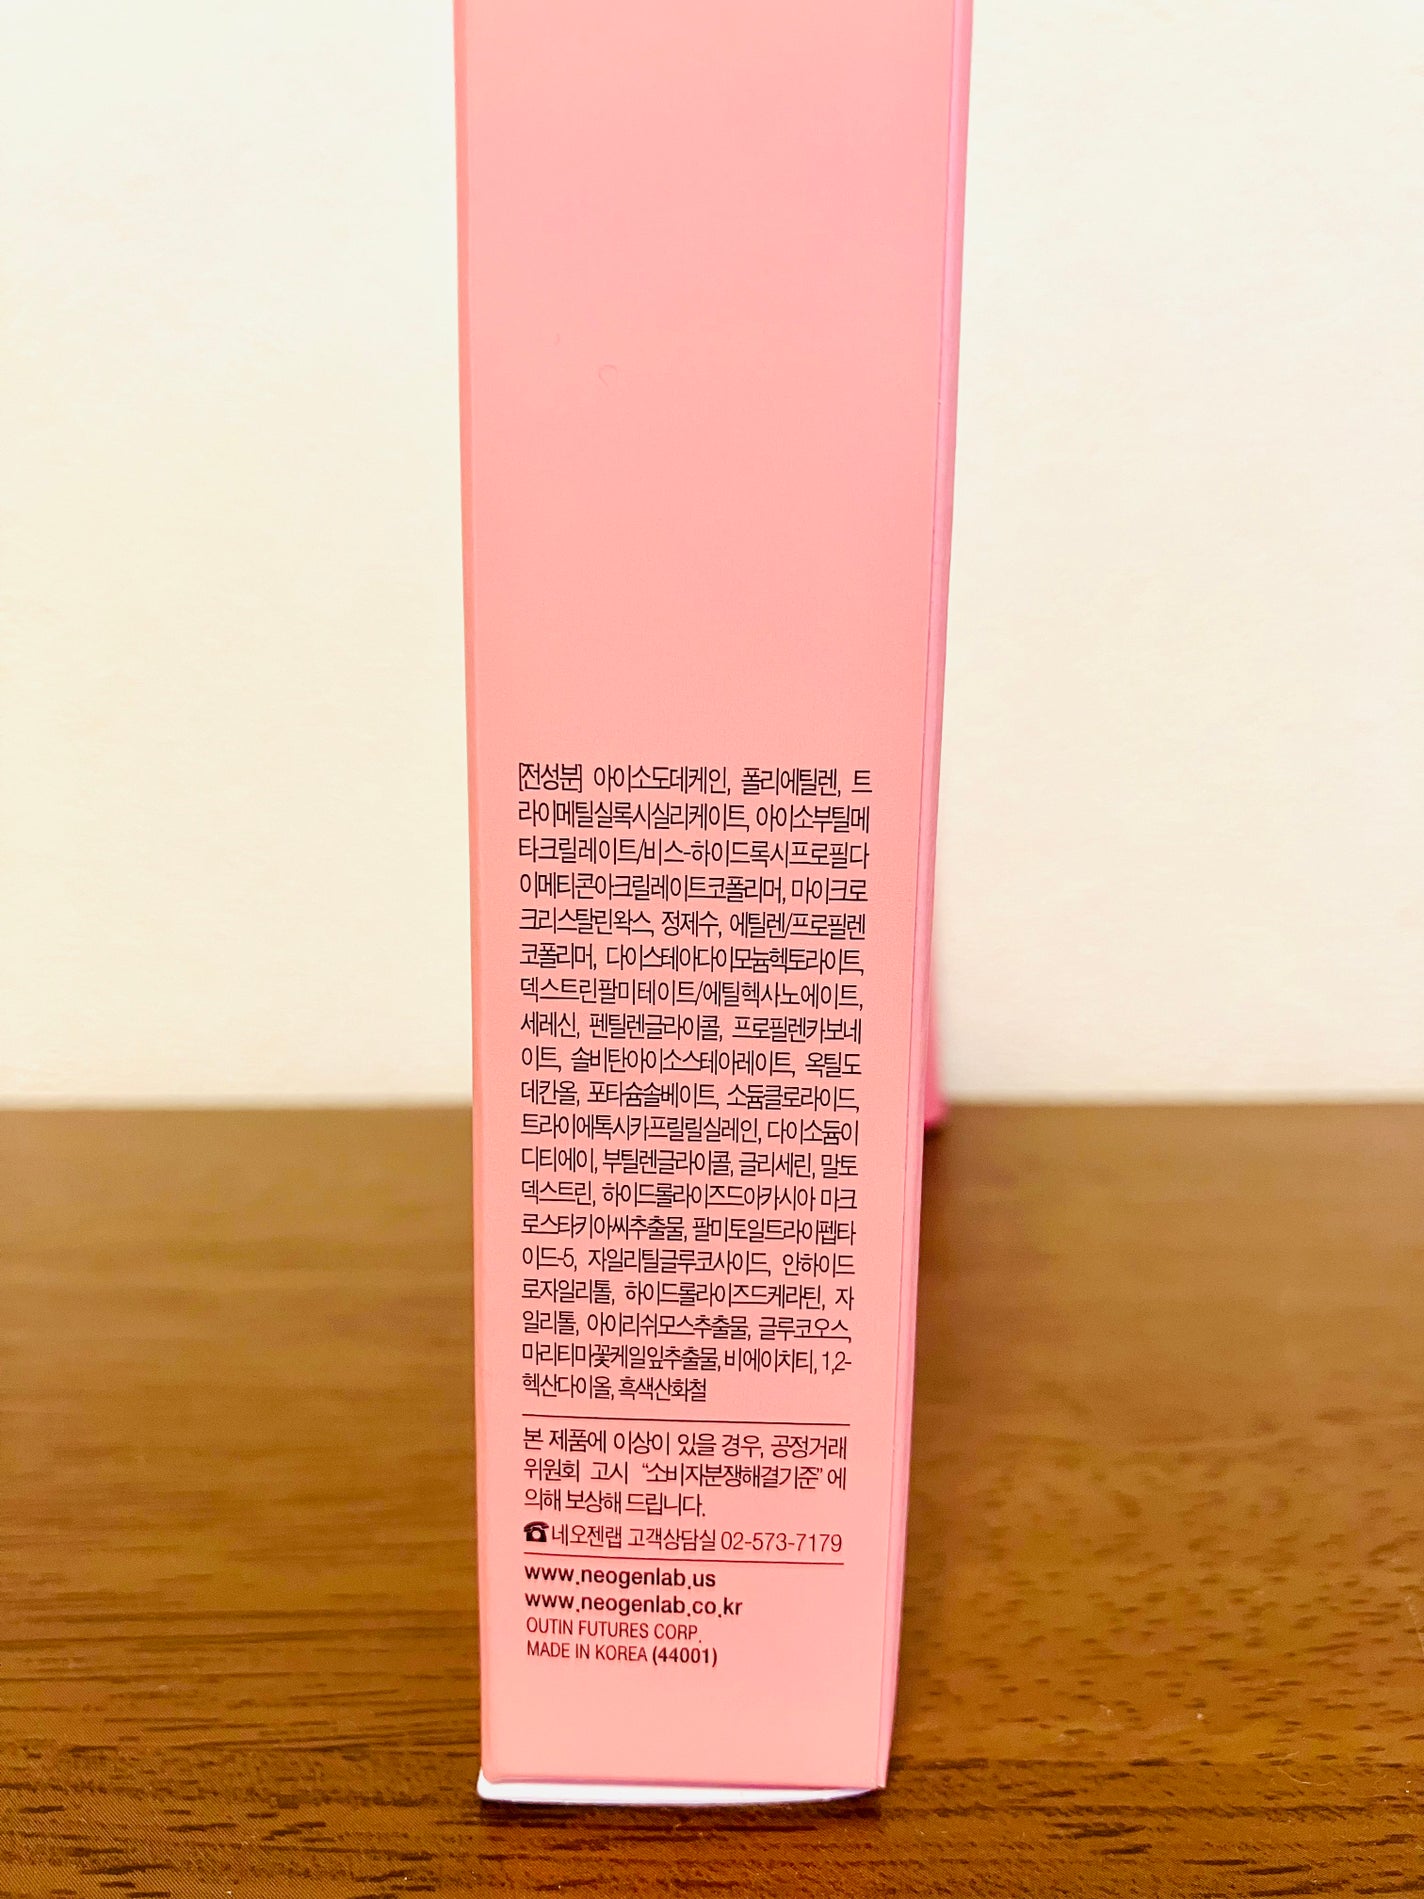 [전성분] 아이소도데케인, 폴리에틸렌, 트
라이메틸실록시실리케이트, 아이소부틸메
타크릴레이트/비스-하이드록시프로필다
이메티콘아크릴레이트코폴리머, 마이크로
크리스탈린왁스, 정제수, 에틸렌/프로필렌
코폴리머, 다이스테아다이모늄헥토라이트,
덱스트린팔미테이트/에틸헥사노에이트,
세레신, 펜틸렌글라이콜, 프로필렌카보네
이트, 솔비탄아이소스테아레이트, 옥틸도
데칸올, 포타슘솔베이트, 소듐클로라이드,
트라이에톡시카프릴릴실레인, 다이소듐이
디티에이, 부틸렌글라이콜, 글리세린, 말토
덱스트린, 하이드롤라이즈드아카시아 마크
로스타키아씨추출물, 팔미토일트라이펩타
이드-5, 자일리틸글루코사이드, 안하이드
로자일리톨, 하이드롤라이즈드케라틴, 자
일리톨, 아이리쉬모스추출물, 글루코오스,
마리티마꽃케일잎추출물, 비에이치티, 1,2-
헥산다이올, 흑색산화철
본 제품에 이상이 있을 경우, 공정거래
위원회 고시 “소비자분쟁해결기준” 에
의해 보상해 드립니다.
☎네오젠랩 고객상담실 02-573-7179
www.neogenlab.us
www.neogenlab.co.kr
OUTIN FUTURES CORP.
MADE IN KOREA (44001)